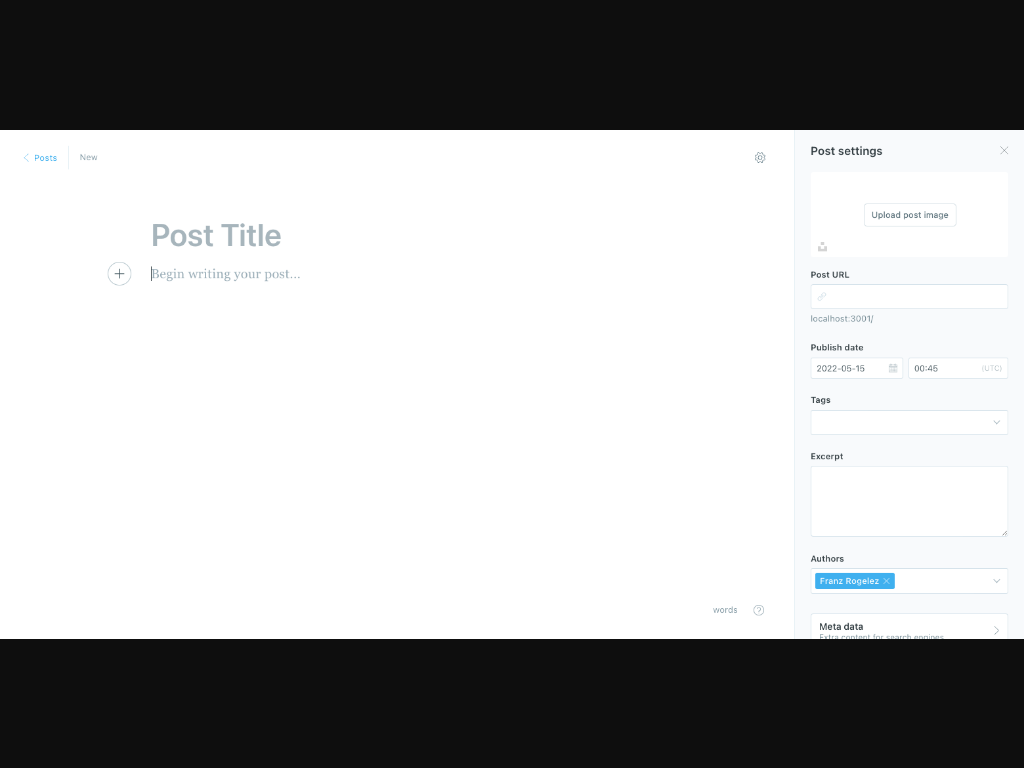 Posts
New
Post Title
Begin writing your post...
words
Post settings
Upload post image
Post URL
localhost:3001/
Publish date
2022-05-15
00:45
(UTC)
Tags
Excerpt
Authors
Franz Rogelez
Meta data
Extra content for search engines